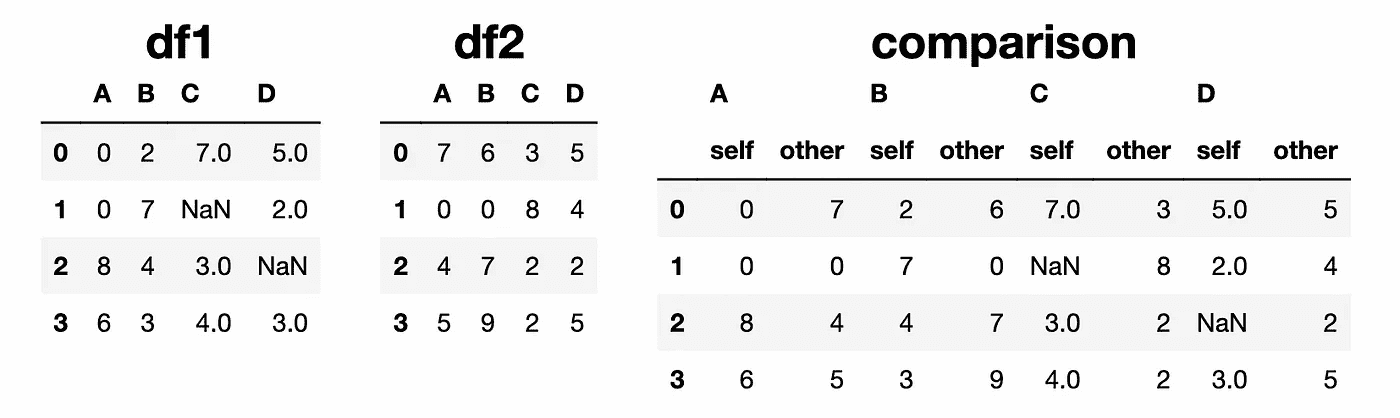 df1 df2 comparison
A B C D A B C D A B C D
self other self other self other self other
0 0 2 7.0 5.0 0 7 6 3 5
1 0 7 NaN 2.0 1 0 0 8 4
2 8 4 3.0 NaN 2 4 7 2 2
3 6 3 4.0 3.0 3 5 9 2 5
0 0 7 2 6 7.0 3 5.0 5
1 0 0 7 0 NaN 8 2.0 4
2 8 4 4 7 3.0 2 NaN 2
3 6 5 3 9 4.0 2 3.0 5